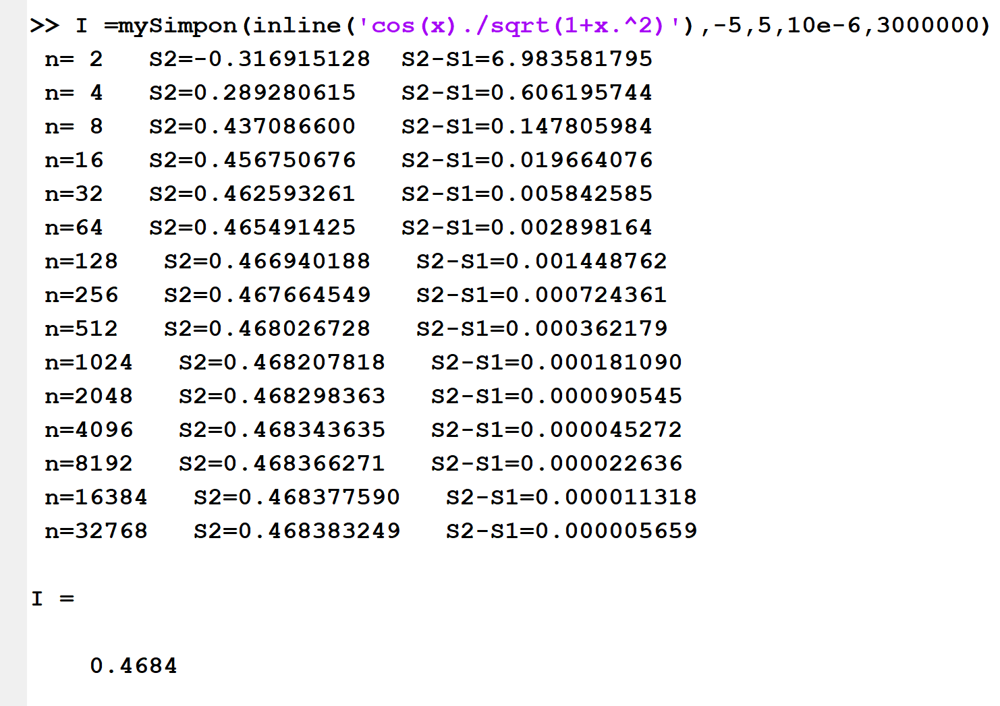 >> I =mySimpon(inline('cos(x)./sqrt(1+x.^2)'),-5,5,10e-6,3000000)
n= 2   S2=-0.316915128  S2-S1=6.983581795
n= 4   S2=0.289280615   S2-S1=0.606195744
n= 8   S2=0.437086600   S2-S1=0.147805984
n=16   S2=0.456750676   S2-S1=0.019664076
n=32   S2=0.462593261   S2-S1=0.005842585
n=64   S2=0.465491425   S2-S1=0.002898164
n=128   S2=0.466940188   S2-S1=0.001448762
n=256   S2=0.467664549   S2-S1=0.000724361
n=512   S2=0.468026728   S2-S1=0.000362179
n=1024   S2=0.468207818   S2-S1=0.000181090
n=2048   S2=0.468298363   S2-S1=0.000090545
n=4096   S2=0.468343635   S2-S1=0.000045272
n=8192   S2=0.468366271   S2-S1=0.000022636
n=16384   S2=0.468377590   S2-S1=0.000011318
n=32768   S2=0.468383249   S2-S1=0.000005659
I =
0.4684